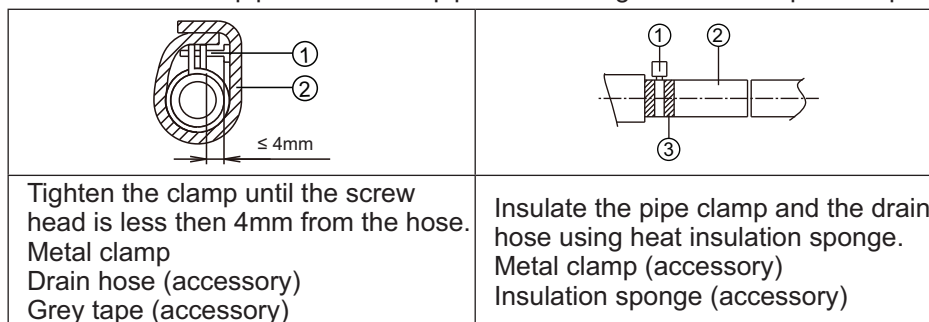 ①
②
≤ 4mm
① ②
③
Tighten the clamp until the screw
head is less then 4mm from the hose.
Metal clamp
Drain hose (accessory)
Grey tape (accessory)
Insulate the pipe clamp and the drain
hose using heat insulation sponge.
Metal clamp (accessory)
Insulation sponge (accessory)